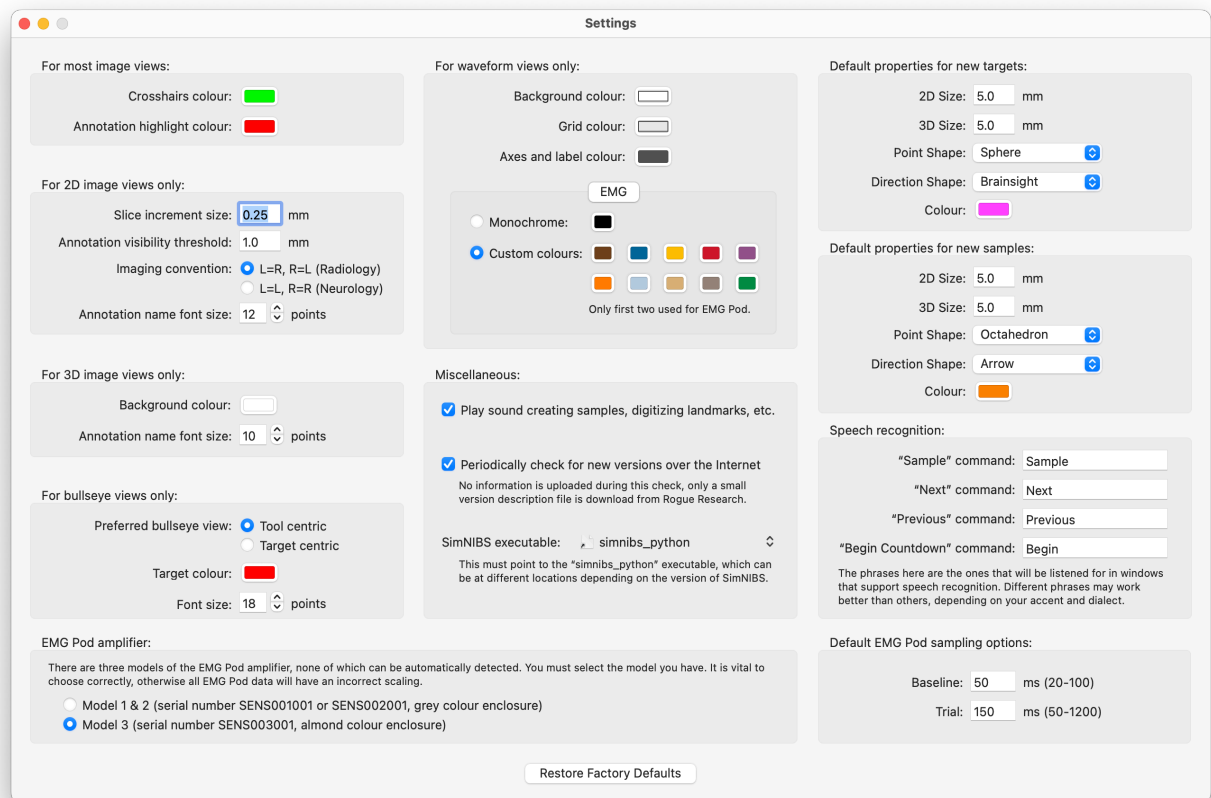 Settings
For most image views:
Crosshairs colour:
Annotation highlight colour:
For 2D image views only:
Slice increment size: 0.25 mm
Annotation visibility threshold: 1.0 mm
Imaging convention: L=R, R=L (Radiology)
L=L, R=R (Neurology)
Annotation name font size: 12 points
For 3D image views only:
Background colour:
Annotation name font size: 10 points
For bullseye views only:
Preferred bullseye view: Tool centric
Target centric
Target colour:
Font size: 18 points
For waveform views only:
Background colour:
Grid colour:
Axes and label colour:
EMG
Monochrome:
Custom colours:
Only first two used for EMG Pod.
Miscellaneous:
Play sound creating samples, digitizing landmarks, etc.
Periodically check for new versions over the Internet
No information is uploaded during this check, only a small
version description file is download from Rogue Research.
SimNIBS executable: simnibs_python
This must point to the “simnibs_python” executable, which can
be at different locations depending on the version of SimNIBS.
Default properties for new targets:
2D Size: 5.0 mm
3D Size: 5.0 mm
Point Shape: Sphere
Direction Shape: Brainsight
Colour:
Default properties for new samples:
2D Size: 5.0 mm
3D Size: 5.0 mm
Point Shape: Octahedron
Direction Shape: Arrow
Colour:
Speech recognition:
“Sample” command: Sample
“Next” command: Next
“Previous” command: Previous
“Begin Countdown” command: Begin
The phrases here are the ones that will be listened for in windows
that support speech recognition. Different phrases may work
better than others, depending on your accent and dialect.
EMG Pod amplifier:
There are three models of the EMG Pod amplifier, none of which can be automatically detected. You must select the model you have. It is vital to
choose correctly, otherwise all EMG Pod data will have an incorrect scaling.
Model 1 & 2 (serial number SENS001001 or SENS002001, grey colour enclosure)
Model 3 (serial number SENS003001, almond colour enclosure)
Default EMG Pod sampling options:
Baseline: 50 ms (20-100)
Trial: 150 ms (50-1200)
Restore Factory Defaults